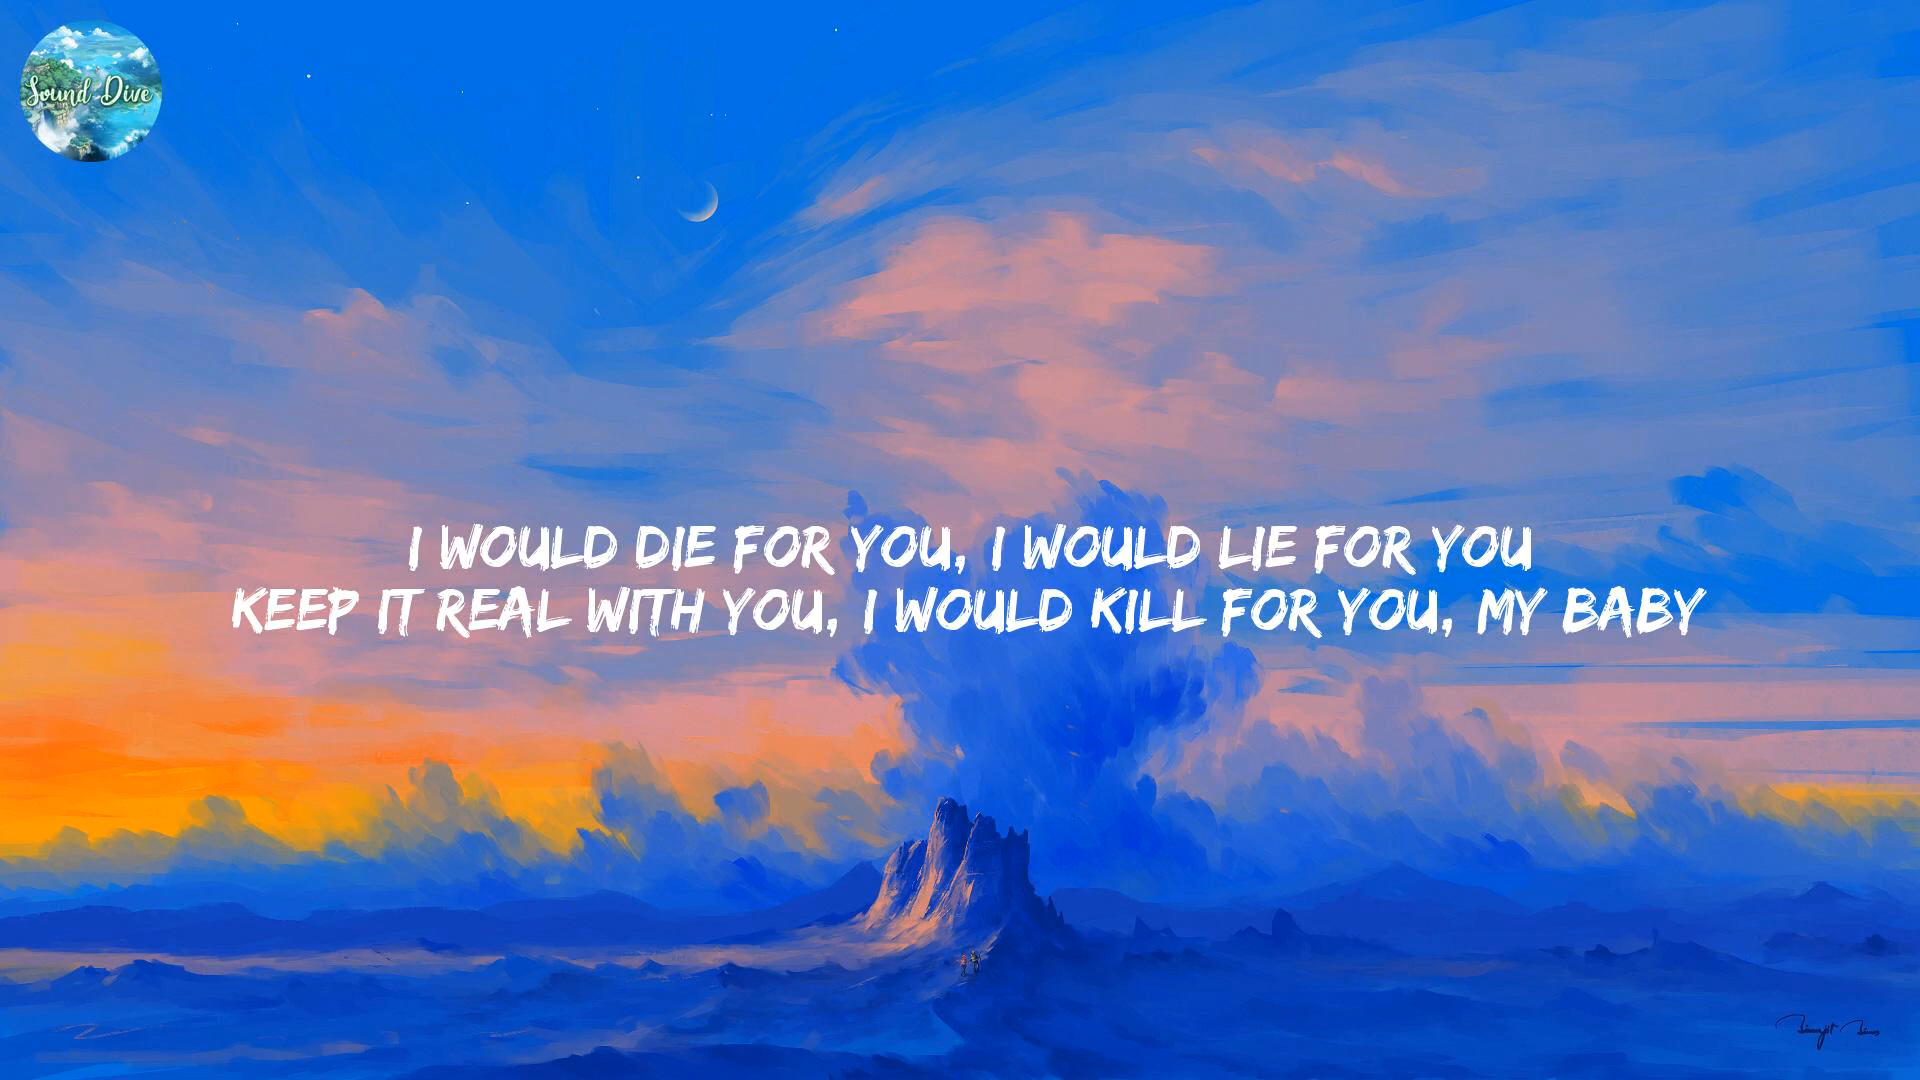 Sound Dive
I WOULD DIE FOR YOU, I WOULD LIE FOR YOU
KEEP IT REAL WITH YOU, I WOULD KILL FOR YOU, MY BABY